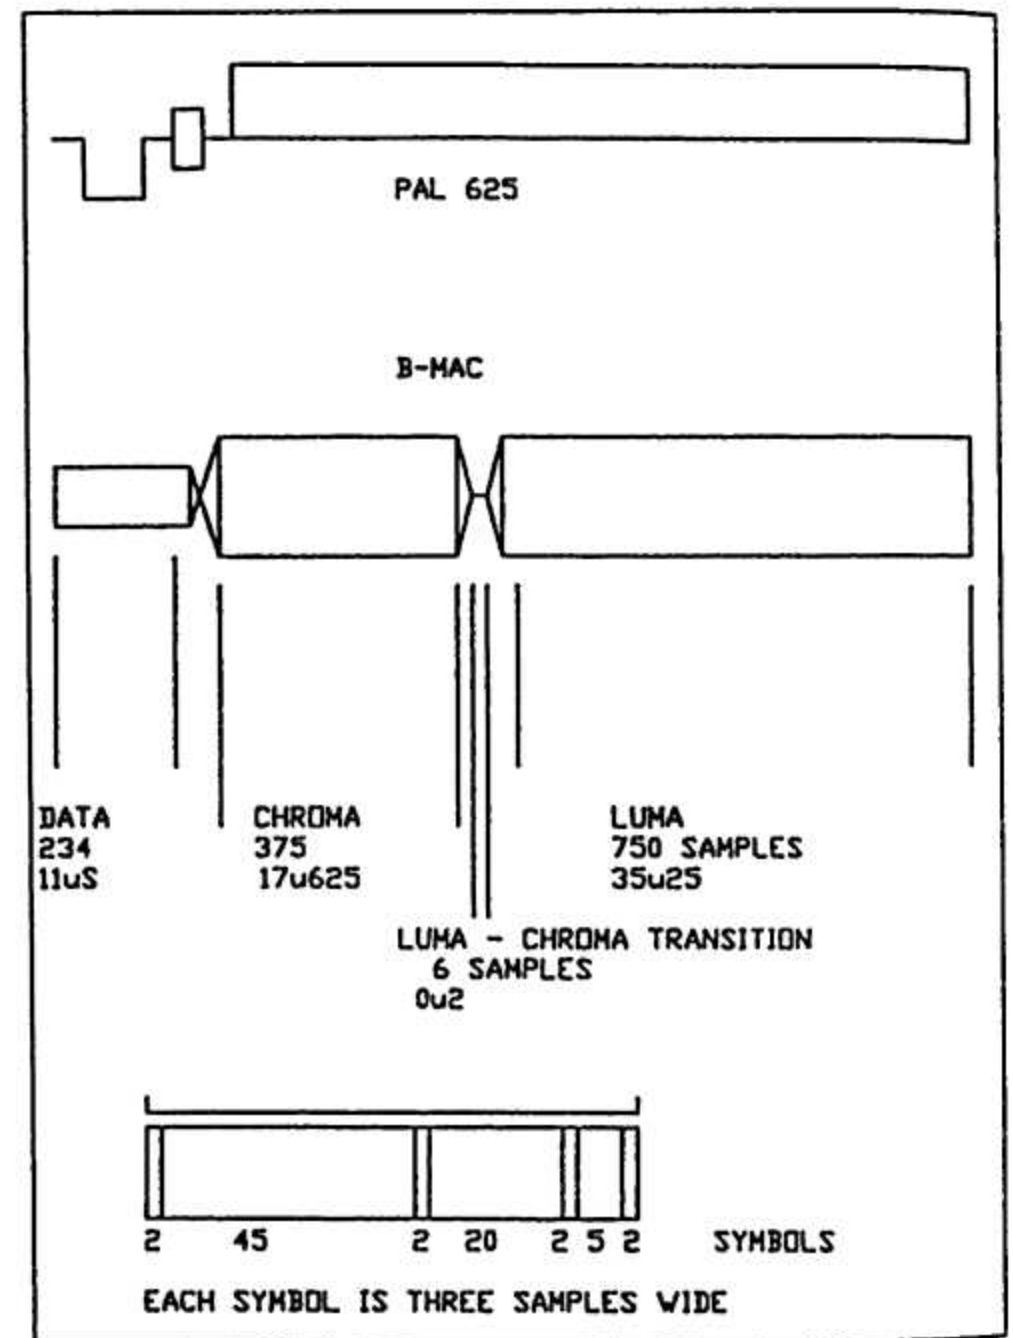 PAL 625
B-MAC
DATA
234
11uS
CHROMA
375
17u625
LUMA
750 SAMPLES
35u25
LUMA - CHROMA TRANSITION
6 SAMPLES
0u2
2 45 2 20 2 5 2 SYMBOLS
EACH SYMBOL IS THREE SAMPLES WIDE